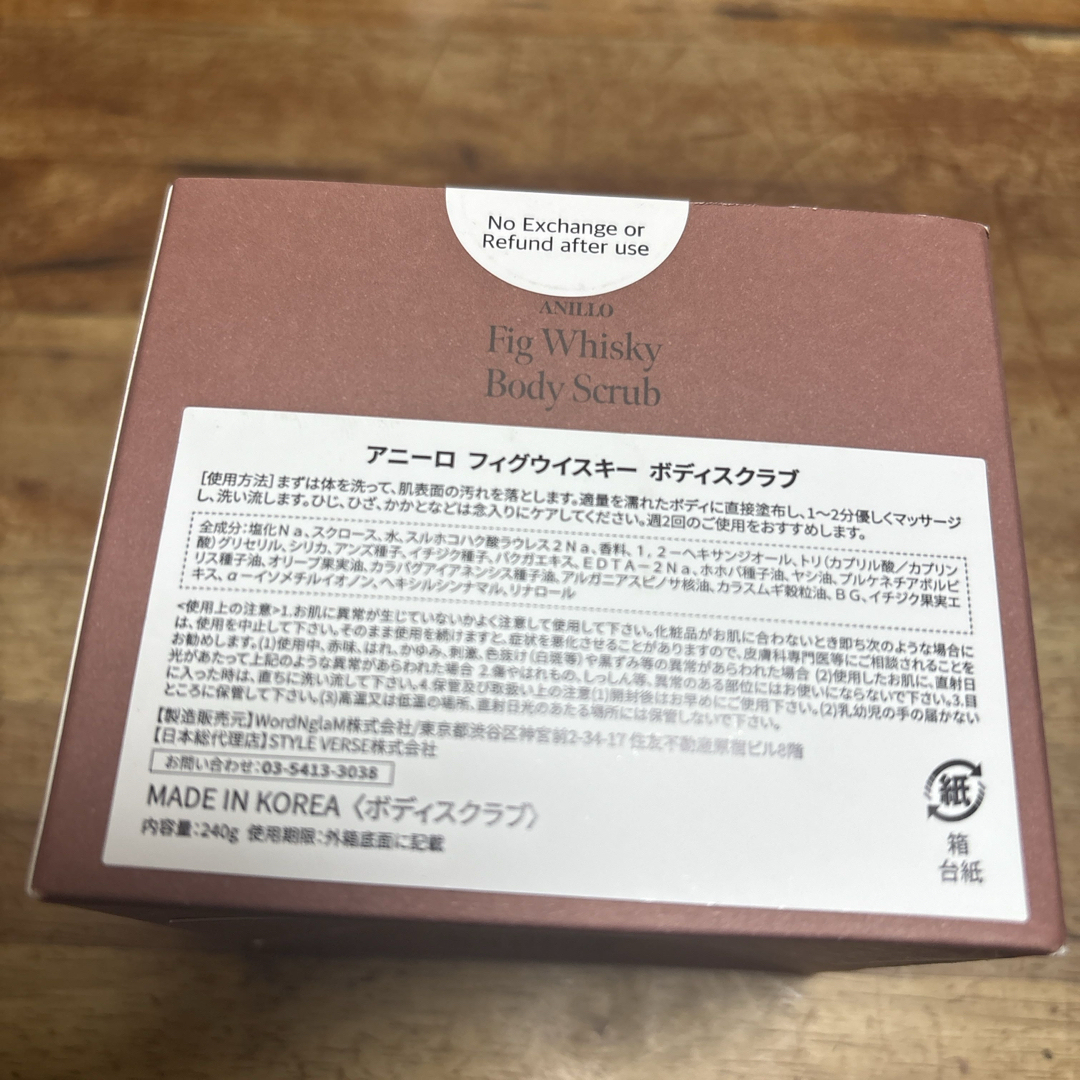 No Exchange or
Refund after use
ANILLO
Fig Whisky
Body Scrub
アニーロ フィグウイスキー ボディスクラブ
[使用方法]まずは体を洗って、肌表面の汚れを落とします。適量を濡れたボディに直接塗布し、1〜2分優しくマッサージ
し、洗い流します。ひじ、ひざ、かかとなどは念入りにケアしてください。週2回のご使用をおすすめします。
全成分:塩化Na、スクロース、水、スルホコハク酸ラウレス2Na、香料、1,2-ヘキサンジオール、トリ(カプリル酸/カプリン
酸)グリセリル、シリカ、アンズ種子、イチジク種子、バクガエキス、EDTA-2Na、ホホバ種子油、ヤシ油、プルケネチアボルビ
リス種子油、オリーブ果実油、カラパグアイアネンシス種子油、アルガニアスピノサ核油、カラスムギ穀粒油、BG、イチジク果実エ
キス、α-イソメチルイオノン、ヘキシルシンナマル、リナロール
<使用上の注意>1.お肌に異常が生じていないかよく注意して使用して下さい。化粧品がお肌に合わないとき即ち次のような場合に
は、使用を中止して下さい。そのまま使用を続けますと、症状を悪化させることがありますので、皮膚科専門医等にご相談されることを
お勧めします。(1)使用中、赤味、はれ、かゆみ、刺激、色抜け(白斑等)や黒ずみ等の異常があらわれた場合 (2)使用したお肌に、直射日
光があたって上記のような異常があらわれた場合 2.傷やはれもの、しっしん等、異常のある部位にはお使いにならないで下さい。3.目
に入った時は、直ちに洗い流して下さい。4.保管及び取扱い上の注意(1)開封後はお早めにご使用下さい。(2)乳幼児の手の届かない
ところに保管して下さい。(3)高温又は低温の場所、直射日光のあたる場所には保管しないで下さい。
【製造販売元】WordNglaM株式会社/東京都渋谷区神宮前2-34-17 住友不動産原宿ビル8階
【日本総代理店】STYLE VERSE株式会社
お問い合わせ:03-5413-3038
MADE IN KOREA 〈ボディスクラブ〉
内容量:240g 使用期限:外箱底面に記載
紙
箱
台紙